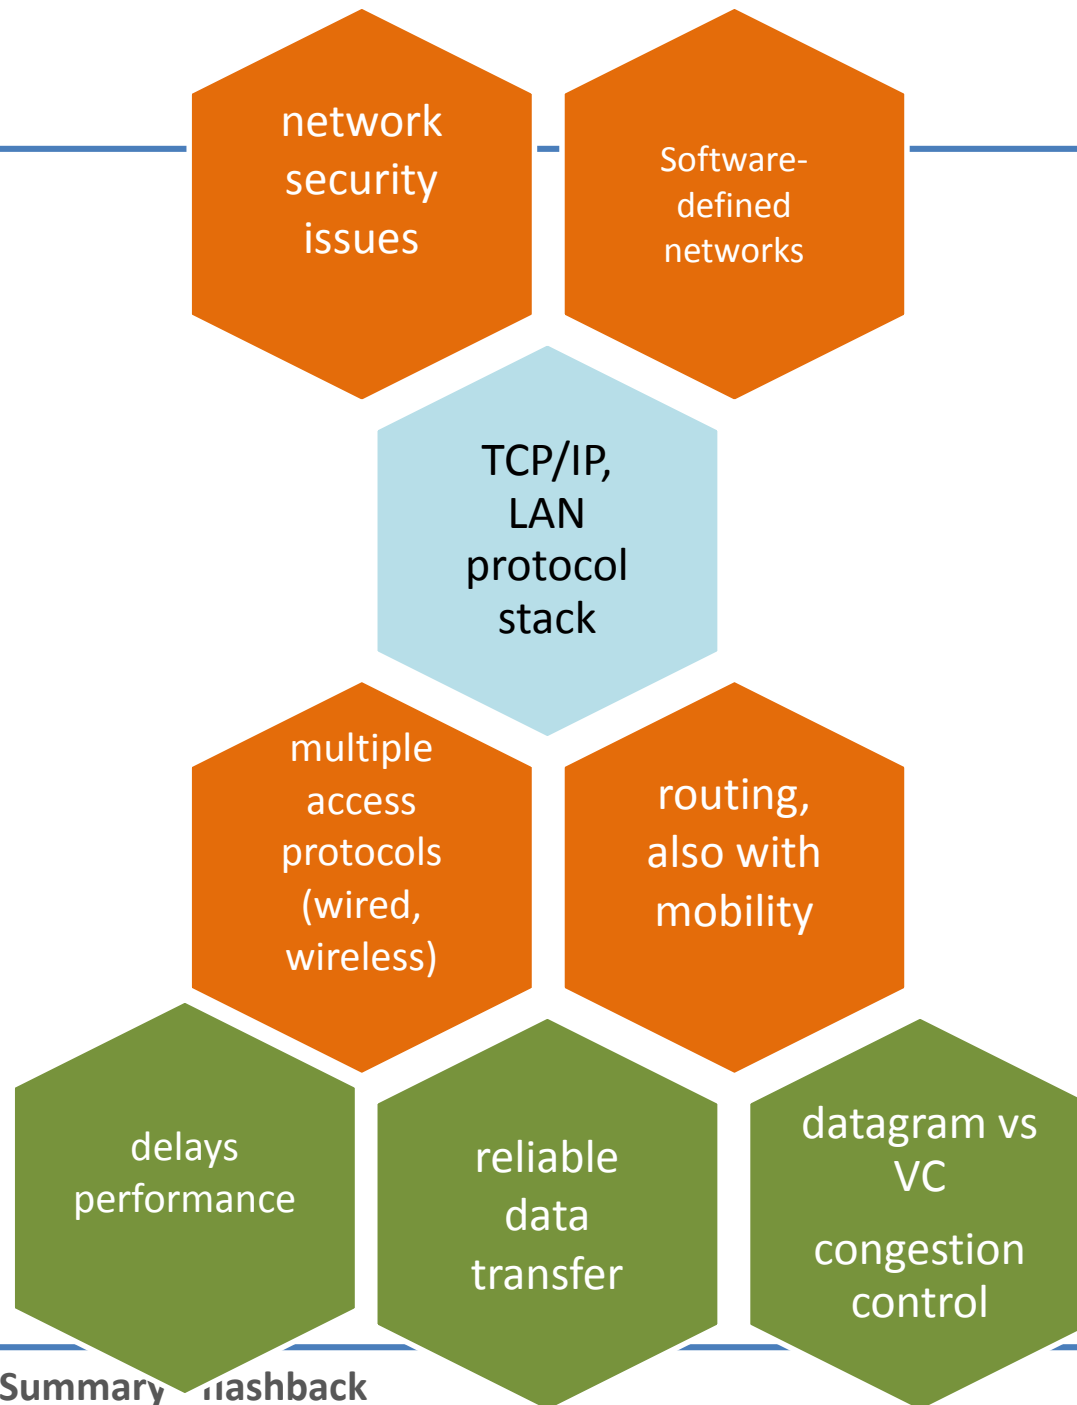 network
security
issues
Software-
defined
networks
TCP/IP,
LAN
protocol
stack
multiple
access
protocols
(wired,
wireless)
routing,
also with
mobility
delays
performance
reliable
data
transfer
datagram vs
VC
congestion
control
Summary flashback